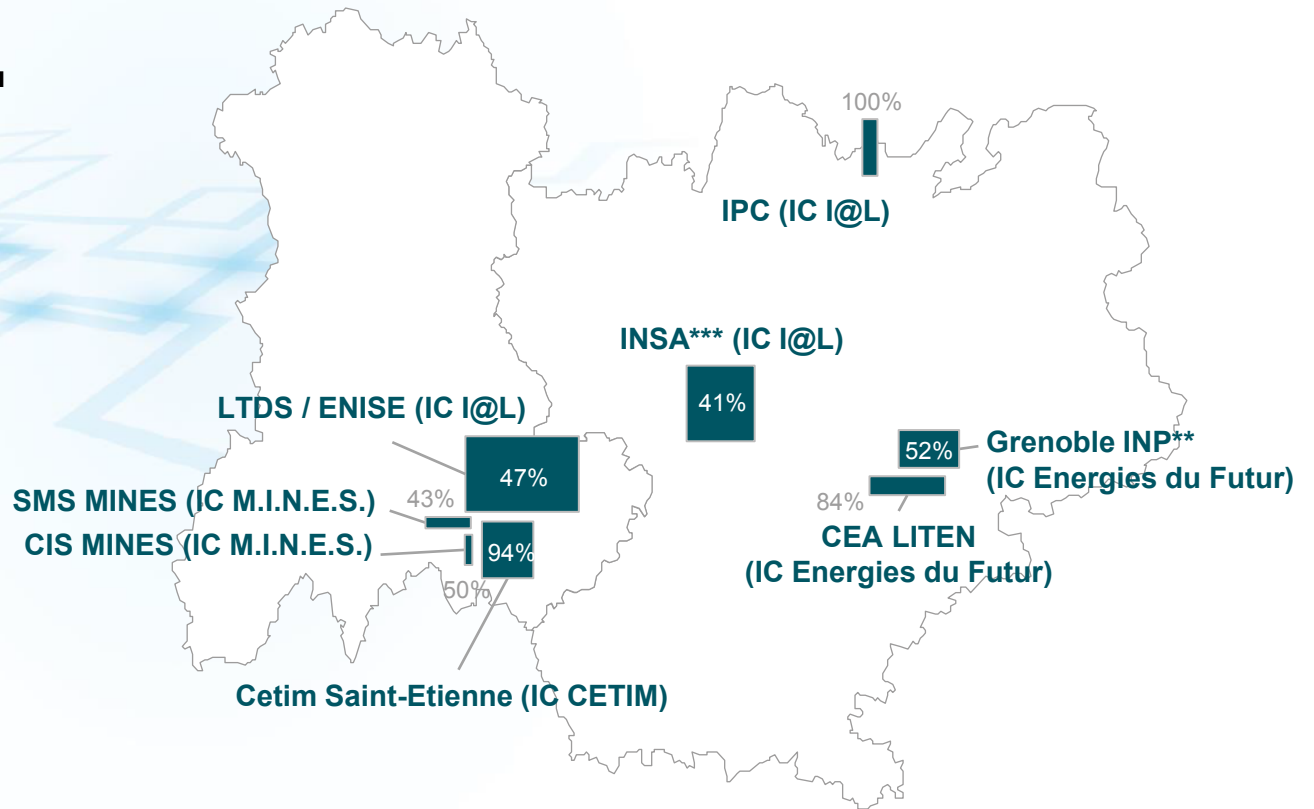 100%
IPC (IC I@L)
INSA*** (IC I@L)
41%
LTDS / ENISE (IC I@L)
47%
52%
Grenoble INP**
(IC Energies du Futur)
84%
CEA LITEN
(IC Energies du Futur)
SMS MINES (IC M.I.N.E.S.)
43%
CIS MINES (IC M.I.N.E.S.)
94%
50%
Cetim Saint-Etienne (IC CETIM)